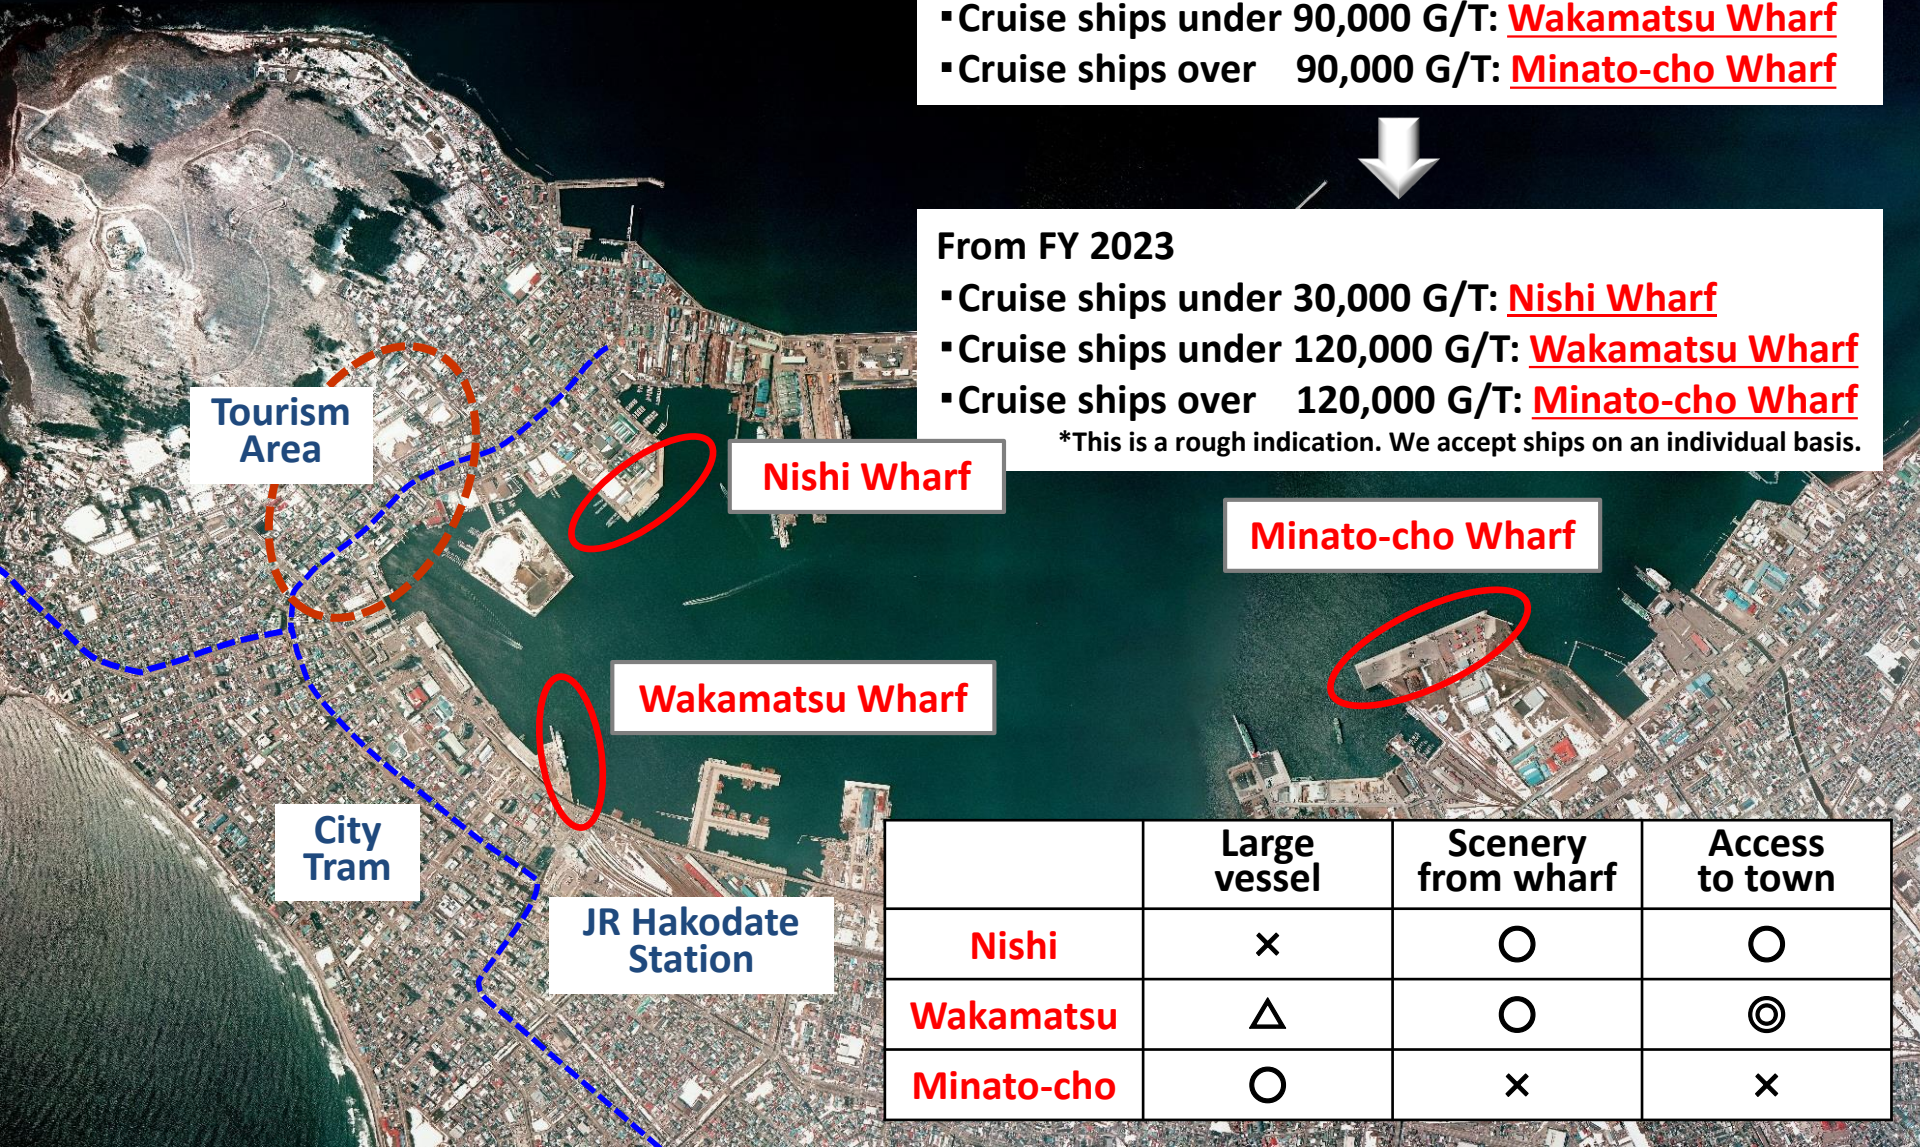 ▪Cruise ships under 90,000 G/T: Wakamatsu Wharf
▪Cruise ships over 90,000 G/T: Minato-cho Wharf
From FY 2023
▪Cruise ships under 30,000 G/T: Nishi Wharf
▪Cruise ships under 120,000 G/T: Wakamatsu Wharf
▪Cruise ships over 120,000 G/T: Minato-cho Wharf
*This is a rough indication. We accept ships on an individual basis.
Tourism
Area
Nishi Wharf
Minato-cho Wharf
Wakamatsu Wharf
City
Tram
JR Hakodate
Station
Large
vessel
Scenery
from wharf
Access
to town
Nishi × ○ ○
Wakamatsu △ ○ ◎
Minato-cho ○ × ×